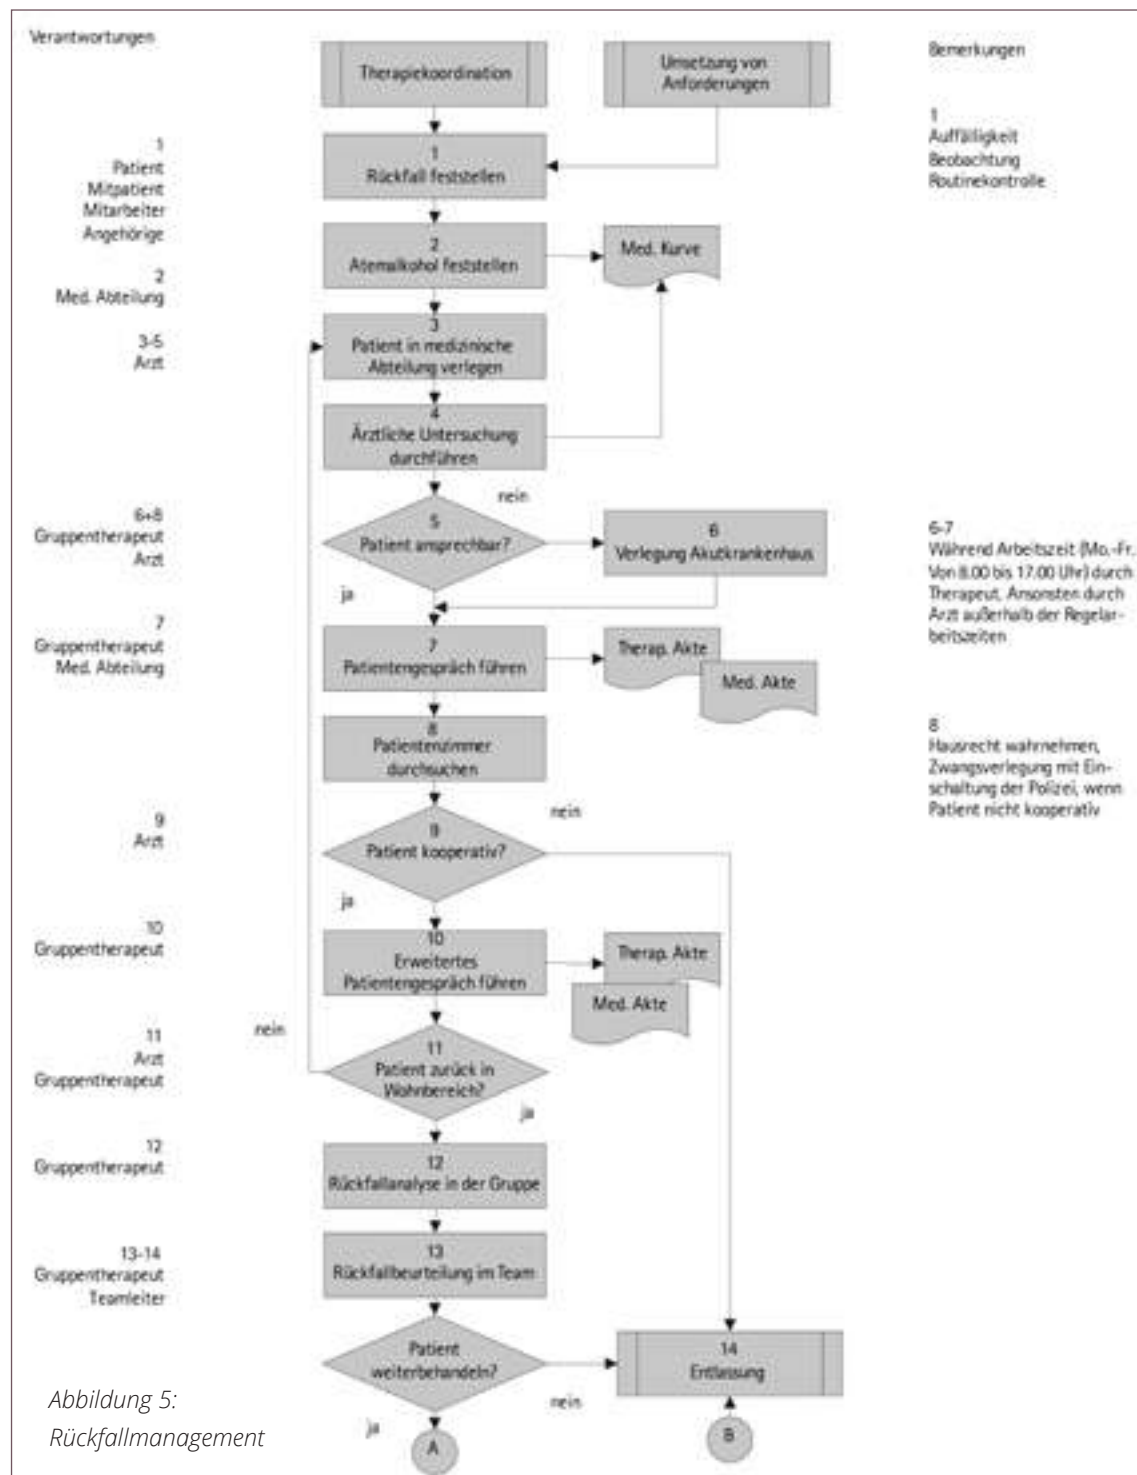 Verantwortungen
Therapiekoordination
Umsetzung von
Anforderungen
Bemerkungen
1
Patient
Mitpatient
Mitarbeiter
Angehörige
1
Rückfall feststellen
1
Auffälligkeit
Beobachtung
Routinekontrolle
2
Med. Abteilung
2
Atemalkohol feststellen
Med. Kurve
3-5
Arzt
3
Patient in medizinische
Abteilung verlegen
4
Ärztliche Untersuchung
durchführen
nein
6+8
Gruppentherapeut
Arzt
5
Patient ansprechbar?
ja
6
Verlegung Akutkrankenhaus
6-7
Während Arbeitszeit (Mo.-Fr.
Von 8.00 bis 17.00 Uhr) durch
Therapeut, Ansonsten durch
Arzt außerhalb der Regelar-
beitszeiten
7
Gruppentherapeut
Med. Abteilung
7
Patientengespräch führen
Therap. Akte
Med. Akte
8
Patientenzimmer
durchsuchen
8
Hausrecht wahrnehmen,
Zwangsverlegung mit Ein-
schaltung der Polizei, wenn
Patient nicht kooperativ
nein
9
Arzt
9
Patient kooperativ?
ja
10
Gruppentherapeut
10
Erweitertes
Patientengespräch führen
Therap. Akte
Med. Akte
nein
11
Arzt
Gruppentherapeut
11
Patient zurück in
Wohnbereich?
ja
12
Gruppentherapeut
12
Rückfallanalyse in der Gruppe
13-14
Gruppentherapeut
Teamleiter
13
Rückfallbeurteilung im Team
Patient
weiterbehandeln?
nein
14
Entlassung
ja
A
B
Abbildung 5:
Rückfallmanagement